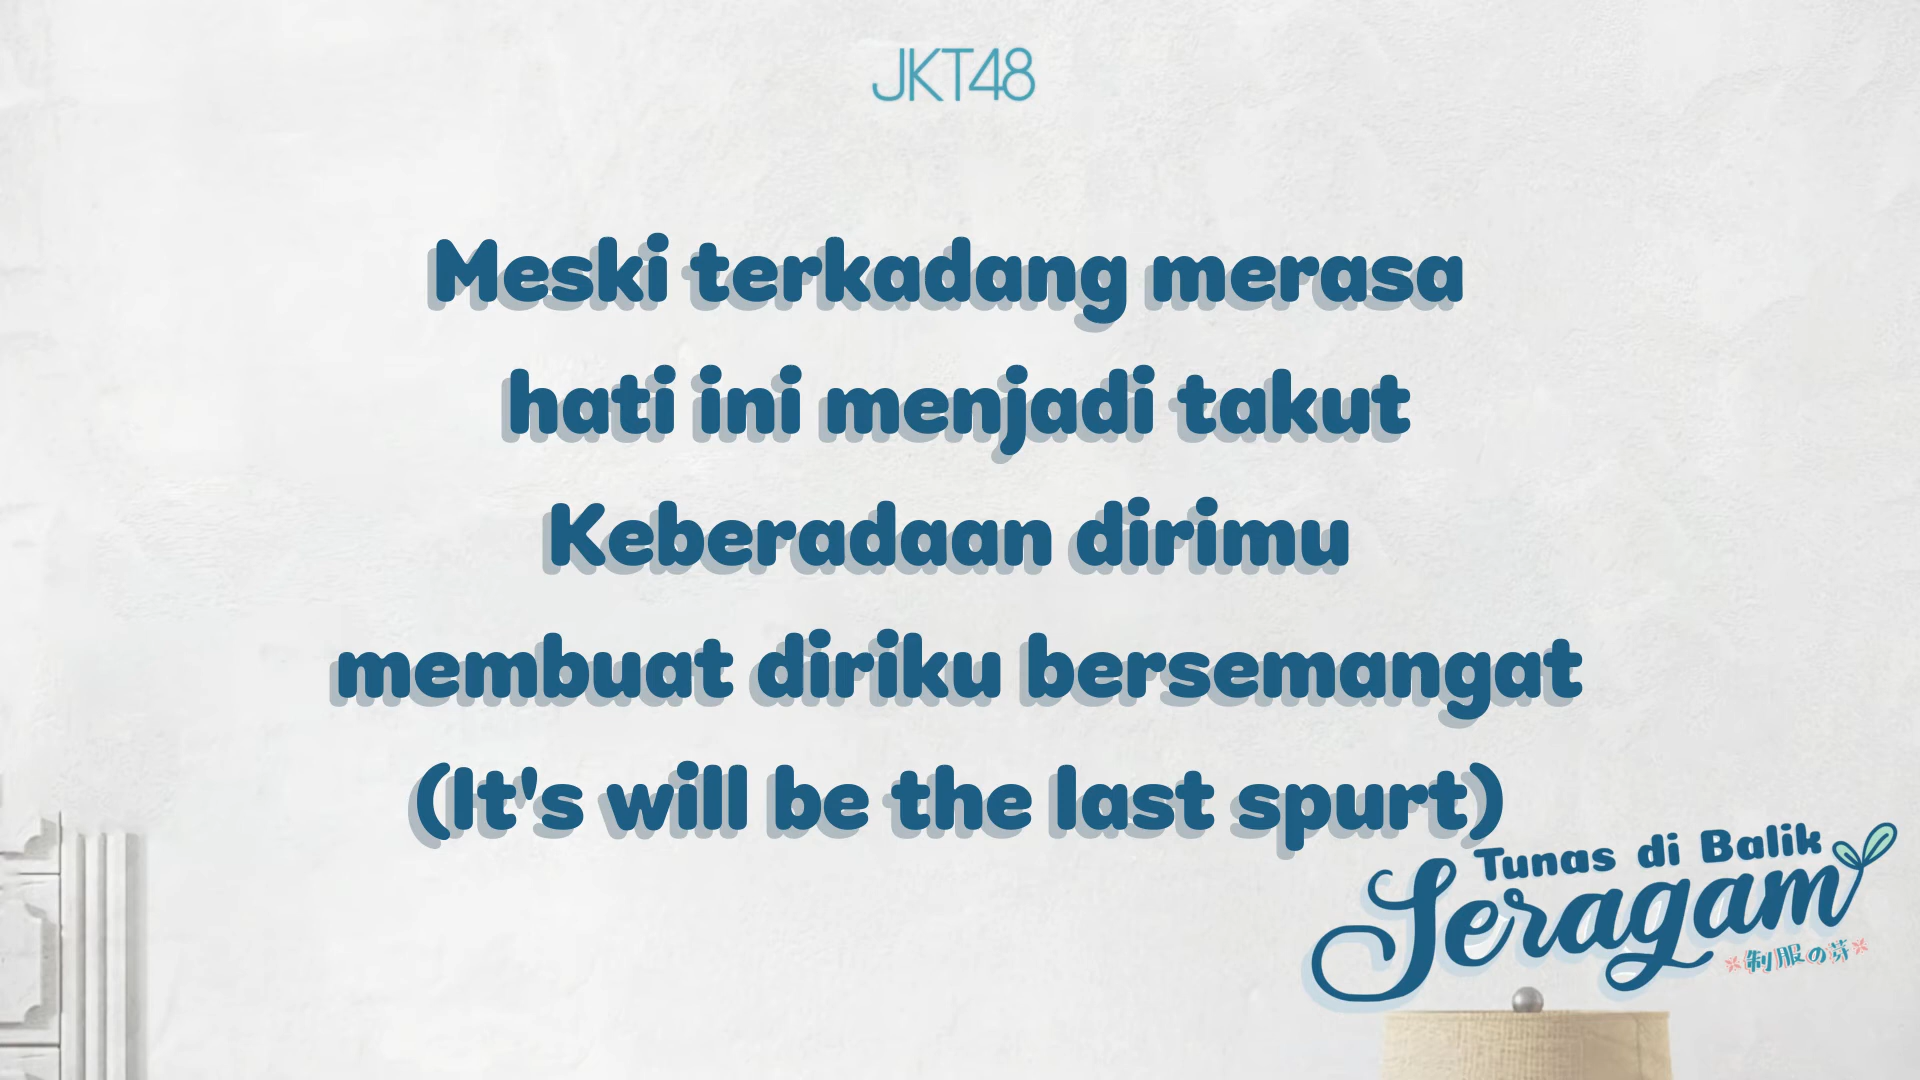 JKT48
Meski terkadang merasa
hati ini menjadi takut
Keberadaan dirimu
membuat diriku bersemangat
(It's will be the last spurt)
Tunas di Balik
Seragam
制服の芽